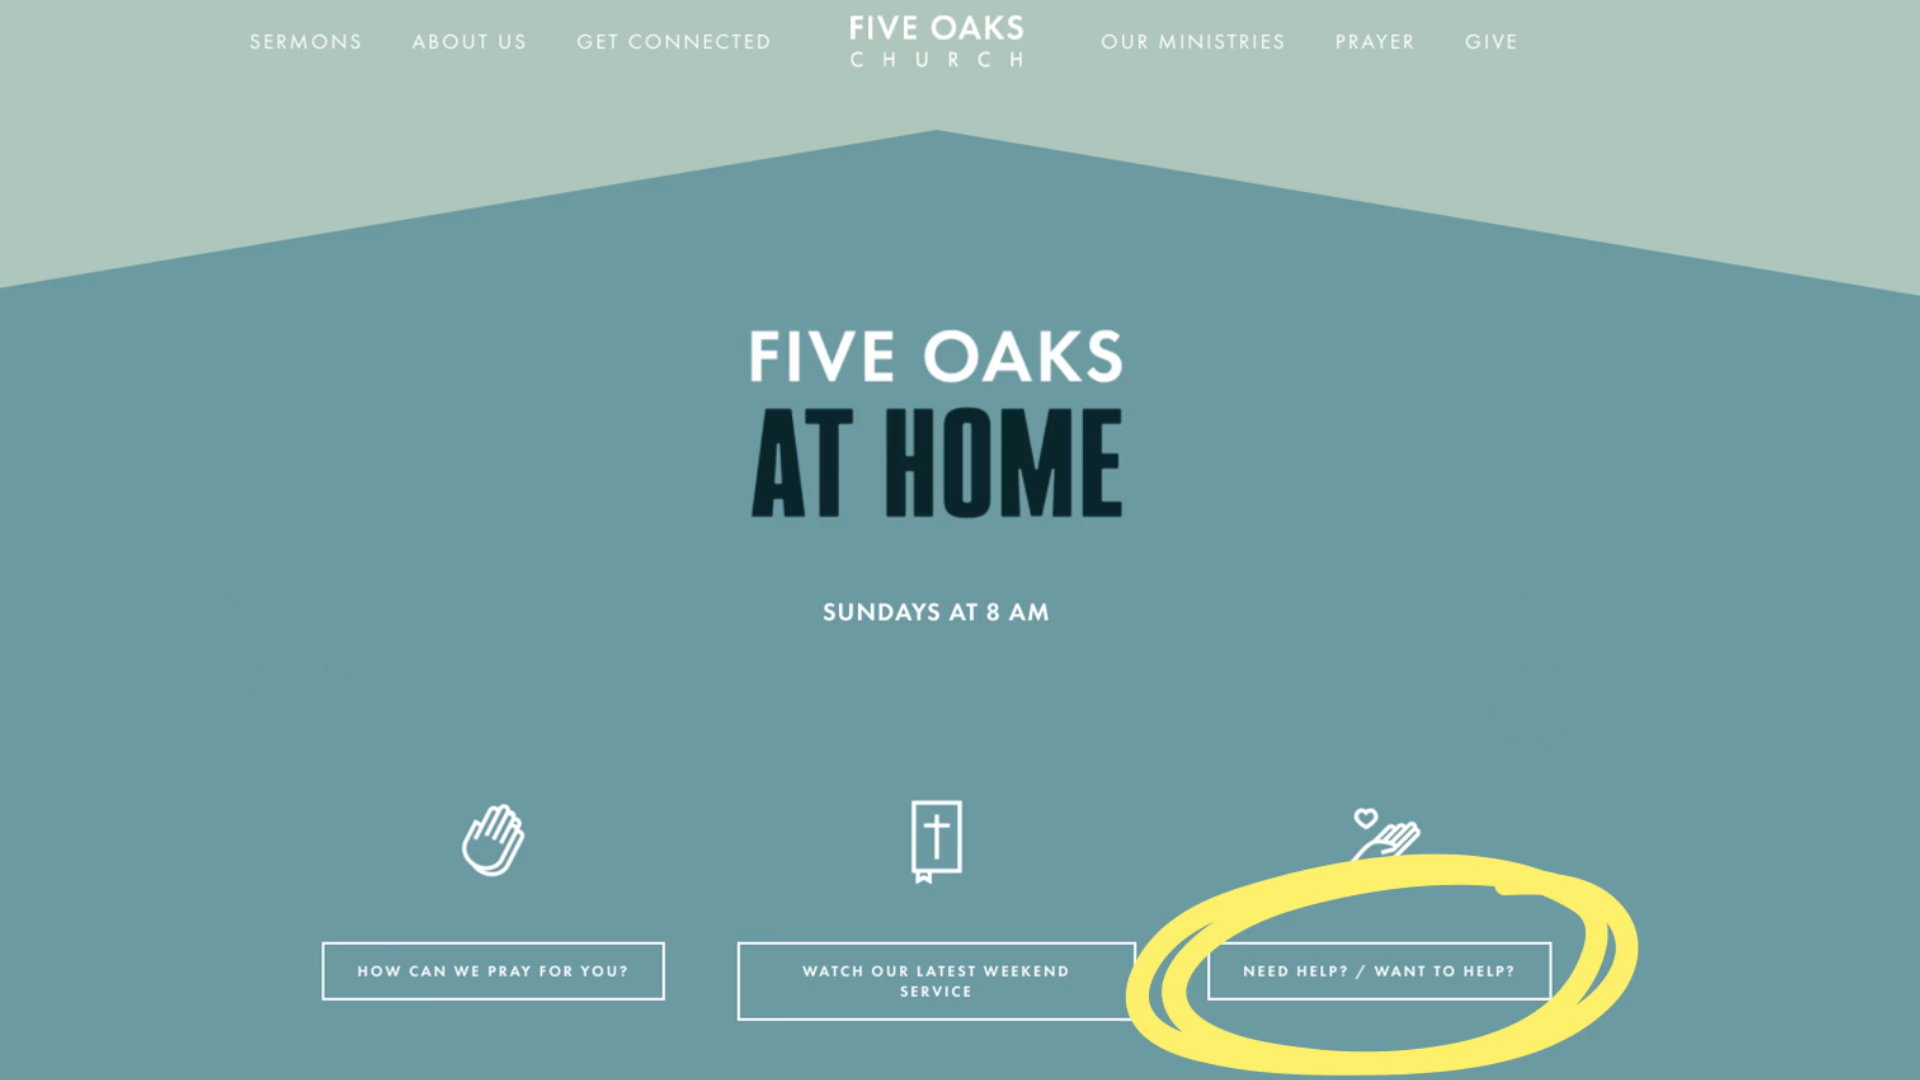 SERMONS ABOUT US GET CONNECTED FIVE OAKS CHURCH OUR MINISTRIES PRAYER GIVE
FIVE OAKS
AT HOME
SUNDAYS AT 8 AM
HOW CAN WE PRAY FOR YOU?
WATCH OUR LATEST WEEKEND
SERVICE
NEED HELP? / WANT TO HELP?